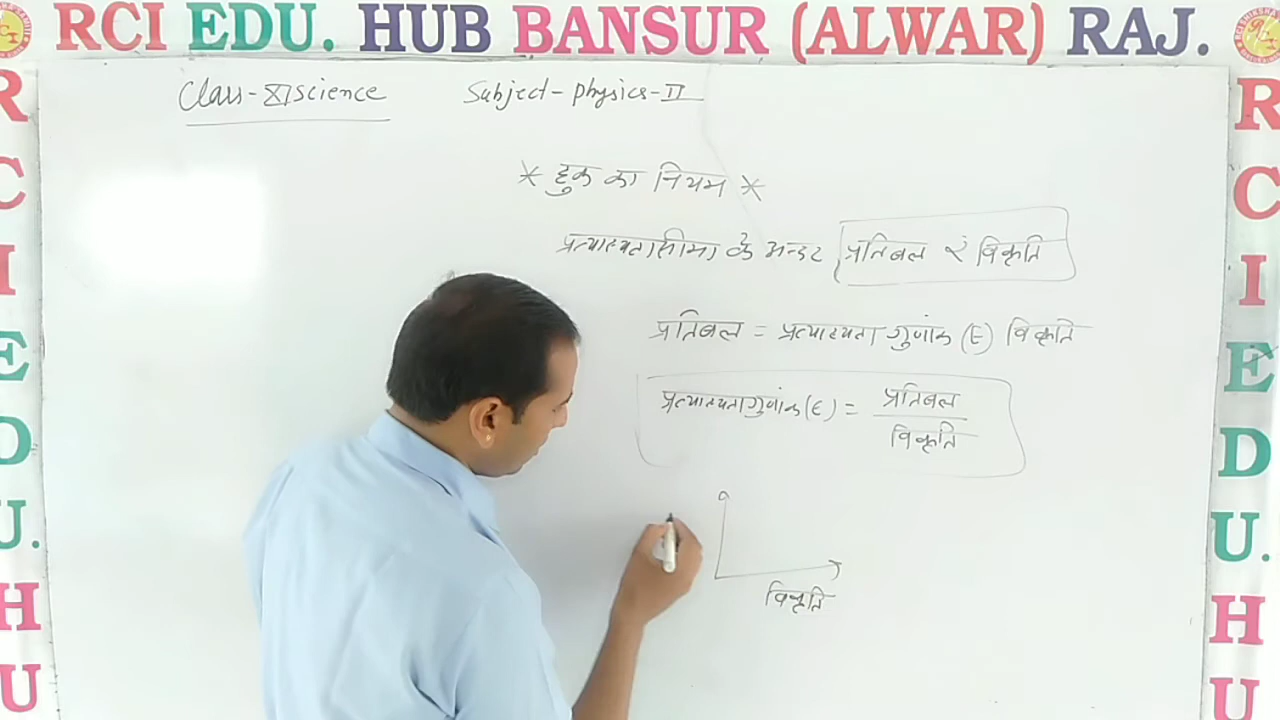 RCI EDU. HUB BANSUR (ALWAR) RAJ.
Class-XI science Subject-physics-II
* हुक का नियम *
प्रत्यास्थता सीमा के अन्दर प्रतिबल ∝ विकृति
प्रतिबल = प्रत्यास्थता गुणांक (E) विकृति
प्रत्यास्थता गुणांक (E) = प्रतिबल
विकृति
विकृति
R
C
I
E
D
U.
H
U
R
C
I
E
D
U.
H
U